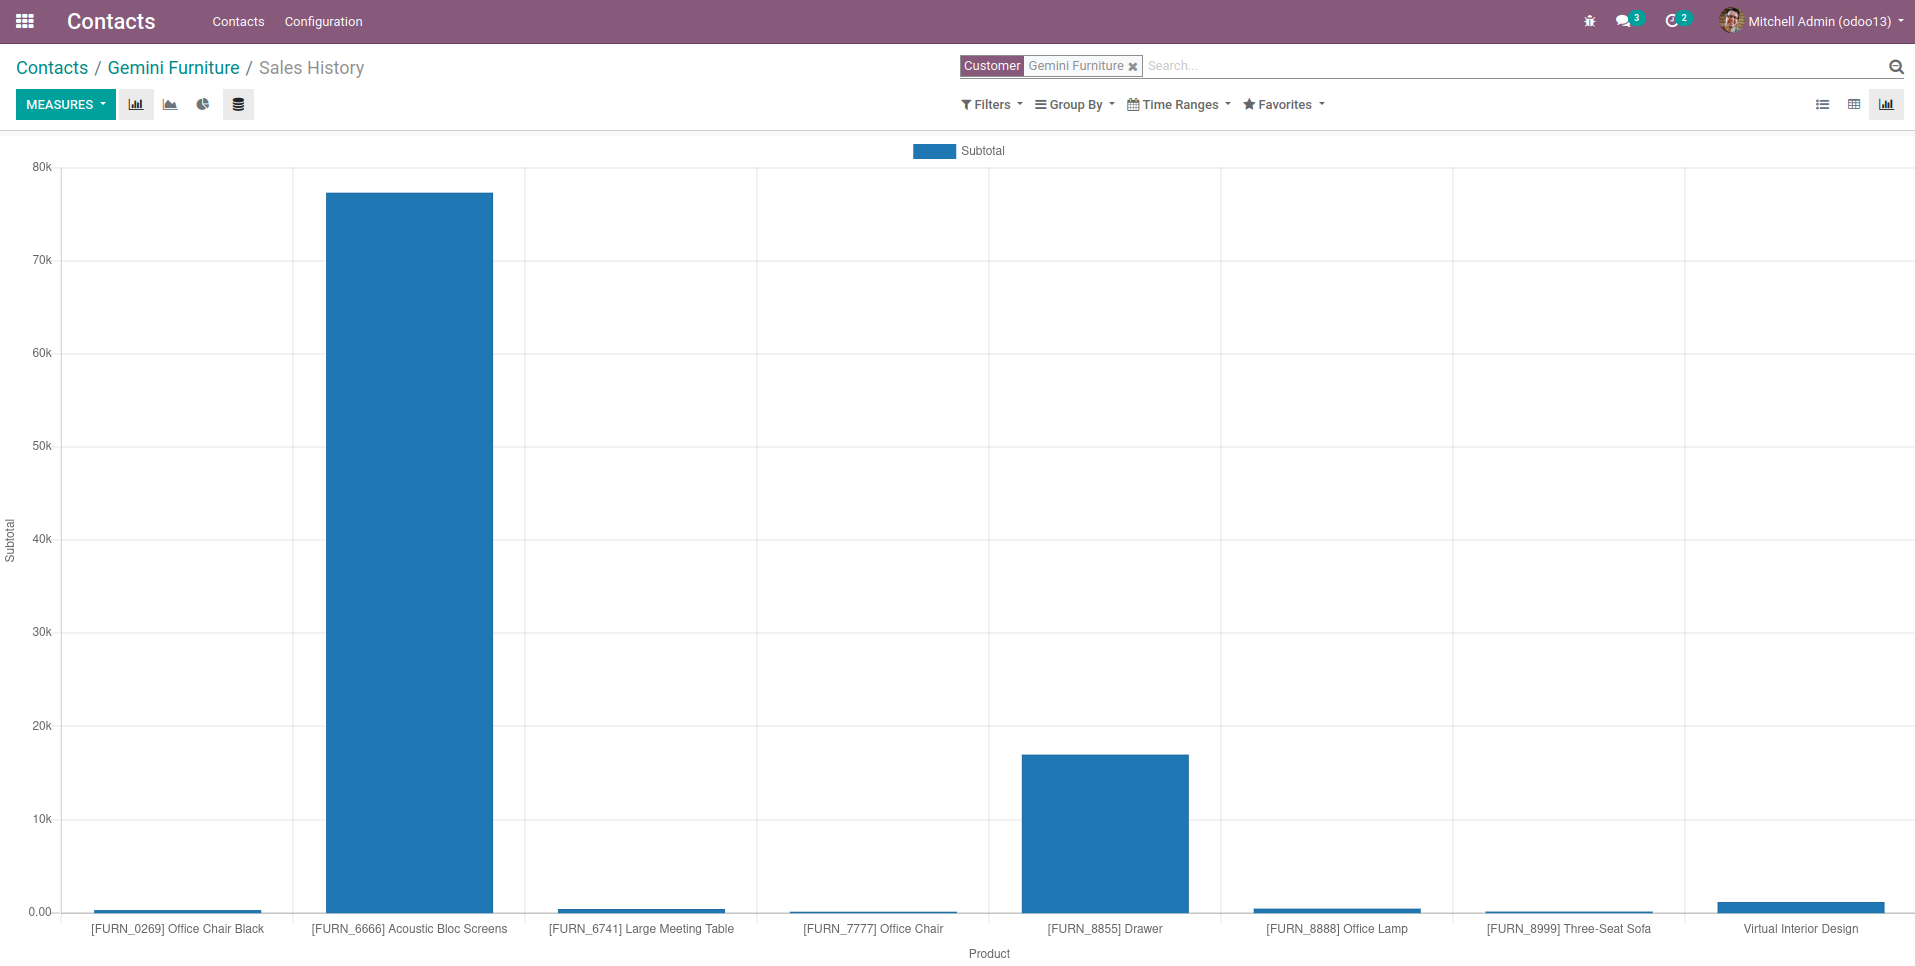 Contacts Contacts Configuration 3 2 Mitchell Admin (odoo13)
Contacts / Gemini Furniture / Sales History
Customer Gemini Furniture Search...
MEASURES Filters Group By Time Ranges Favorites
Subtotal
80k
70k
60k
50k
40k
30k
20k
10k
0.00
Subtotal
[FURN_0269] Office Chair Black [FURN_6666] Acoustic Bloc Screens [FURN_6741] Large Meeting Table [FURN_7777] Office Chair [FURN_8855] Drawer [FURN_8888] Office Lamp [FURN_8999] Three-Seat Sofa Virtual Interior Design
Product